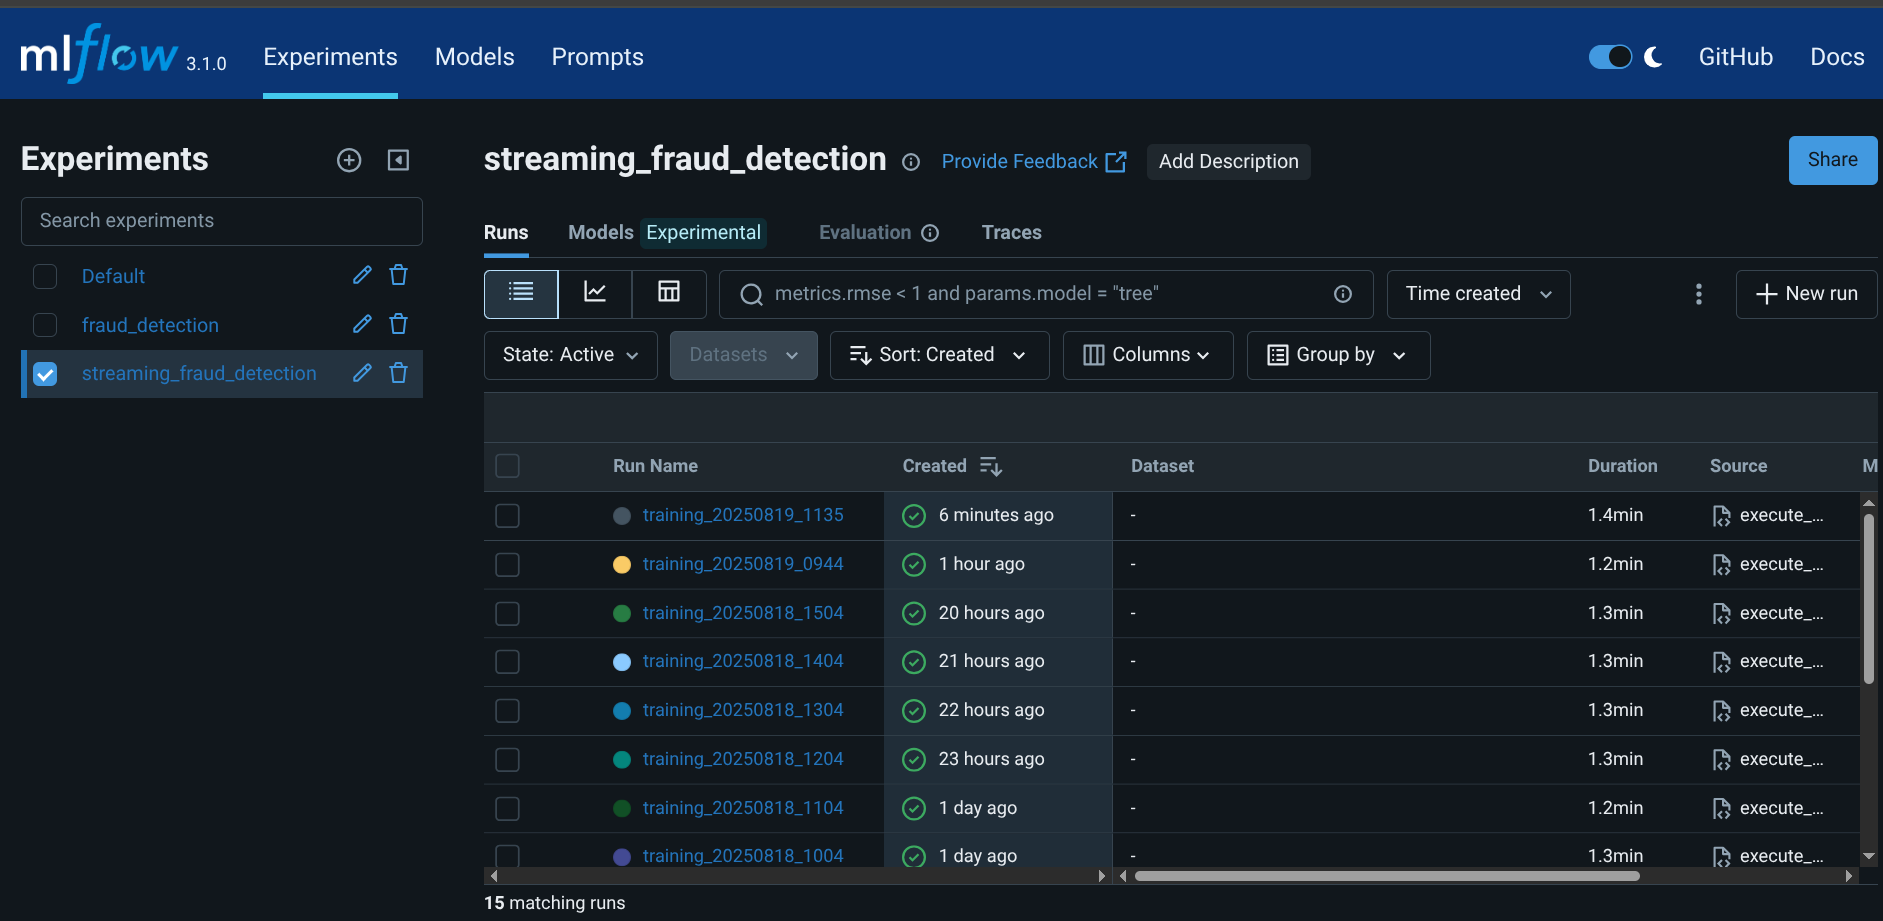 mlflow 3.1.0 Experiments Models Prompts GitHub Docs
Experiments
Search experiments
Default
fraud_detection
streaming_fraud_detection
streaming_fraud_detection Provide Feedback Add Description Share
Runs Models Experimental Evaluation Traces
metrics.rmse < 1 and params.model = "tree" Time created New run
State: Active Datasets Sort: Created Columns Group by
Run Name Created Dataset Duration Source M
training_20250819_1135 6 minutes ago - 1.4min execute_...
training_20250819_0944 1 hour ago - 1.2min execute_...
training_20250818_1504 20 hours ago - 1.3min execute_...
training_20250818_1404 21 hours ago - 1.3min execute_...
training_20250818_1304 22 hours ago - 1.3min execute_...
training_20250818_1204 23 hours ago - 1.3min execute_...
training_20250818_1104 1 day ago - 1.2min execute_...
training_20250818_1004 1 day ago - 1.3min execute_...
15 matching runs